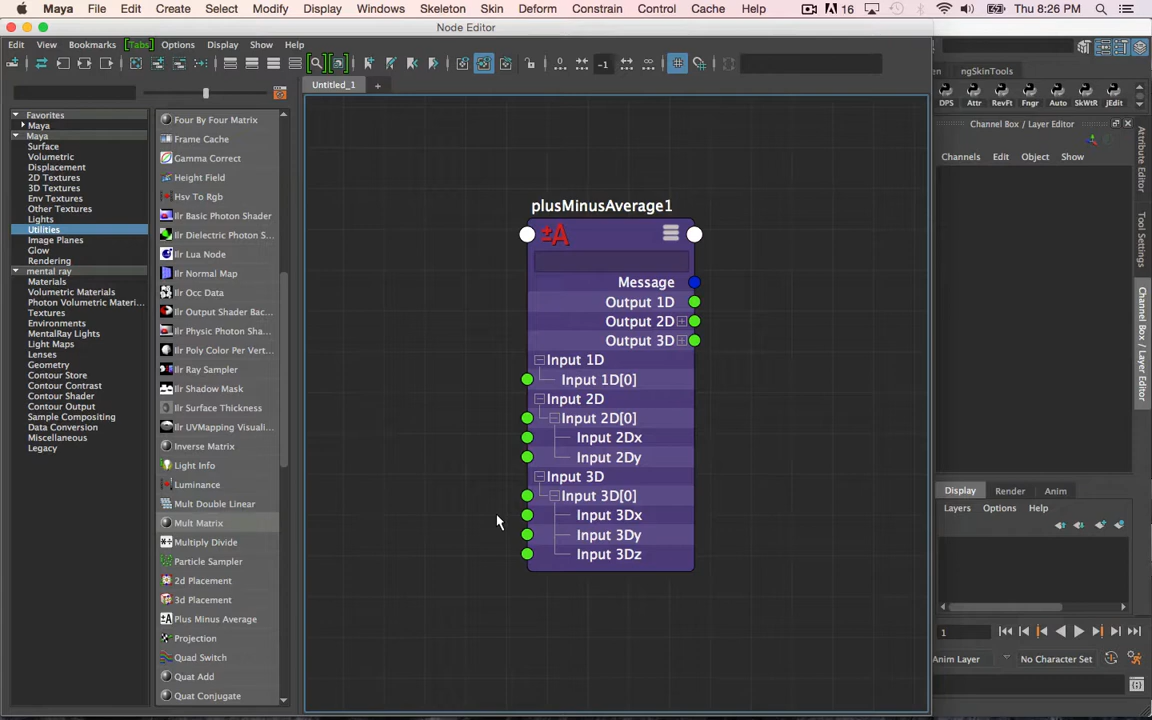 Maya File Edit Create Select Modify Display Windows Skeleton Skin Deform Constrain Control Cache Help 16 Thu 8:26 PM
Node Editor
Edit View Bookmarks [Tabs] Options Display Show Help
-1
Untitled_1 +
en ngSkinTools
DPS Attr RevFt Fngr Auto SkWtR JEdit
Channel Box / Layer Editor
Channels Edit Object Show
Attribute Editor
Tool Settings
Channel Box / Layer Editor
Favorites
Maya
Maya
Surface
Volumetric
Displacement
2D Textures
3D Textures
Env Textures
Other Textures
Lights
Utilities
Image Planes
Glow
Rendering
mental ray
Materials
Volumetric Materials
Photon Volumetric Materi...
Textures
Environments
MentalRay Lights
Light Maps
Lenses
Geometry
Contour Store
Contour Contrast
Contour Shader
Contour Output
Sample Compositing
Data Conversion
Miscellaneous
Legacy
Four By Four Matrix
Frame Cache
Gamma Correct
Height Field
Hsv To Rgb
Ilr Basic Photon Shader
Ilr Dielectric Photon S...
Ilr Lua Node
Ilr Normal Map
Ilr Occ Data
Ilr Output Shader Bac...
Ilr Physic Photon Sha...
Ilr Poly Color Per Vert...
Ilr Ray Sampler
Ilr Shadow Mask
Ilr Surface Thickness
Ilr UVMapping Visuali...
Inverse Matrix
Light Info
Luminance
Mult Double Linear
Mult Matrix
Multiply Divide
Particle Sampler
2d Placement
3d Placement
Plus Minus Average
Projection
Quad Switch
Quat Add
Quat Conjugate
plusMinusAverage1
±A
Message
Output 1D
Output 2D
Output 3D
Input 1D
Input 1D[0]
Input 2D
Input 2D[0]
Input 2Dx
Input 2Dy
Input 3D
Input 3D[0]
Input 3Dx
Input 3Dy
Input 3Dz
Display Render Anim
Layers Options Help
1
Anim Layer No Character Set